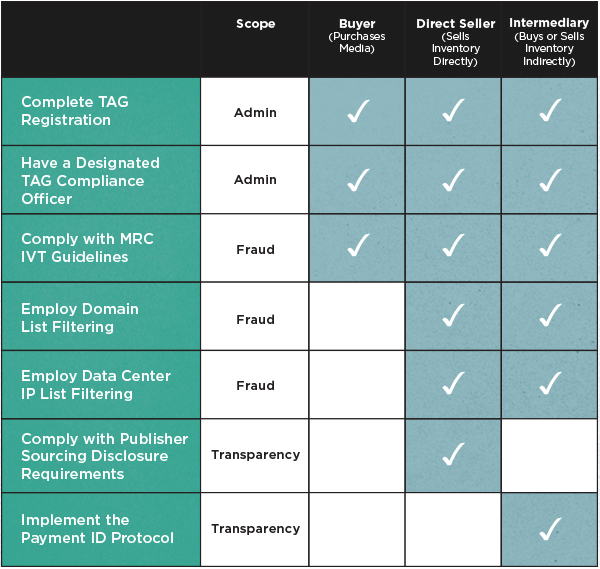 Scope
Buyer
(Purchases
Media)
Direct Seller
(Sells
Inventory
Directly)
Intermediary
(Buys or Sells
Inventory
Indirectly)
Complete TAG
Registration
Admin
Have a Designated
TAG Compliance
Officer
Admin
Comply with MRC
IVT Guidelines
Fraud
Employ Domain
List Filtering
Fraud
Employ Data Center
IP List Filtering
Fraud
Comply with Publisher
Sourcing Disclosure
Requirements
Transparency
Implement the
Payment ID Protocol
Transparency